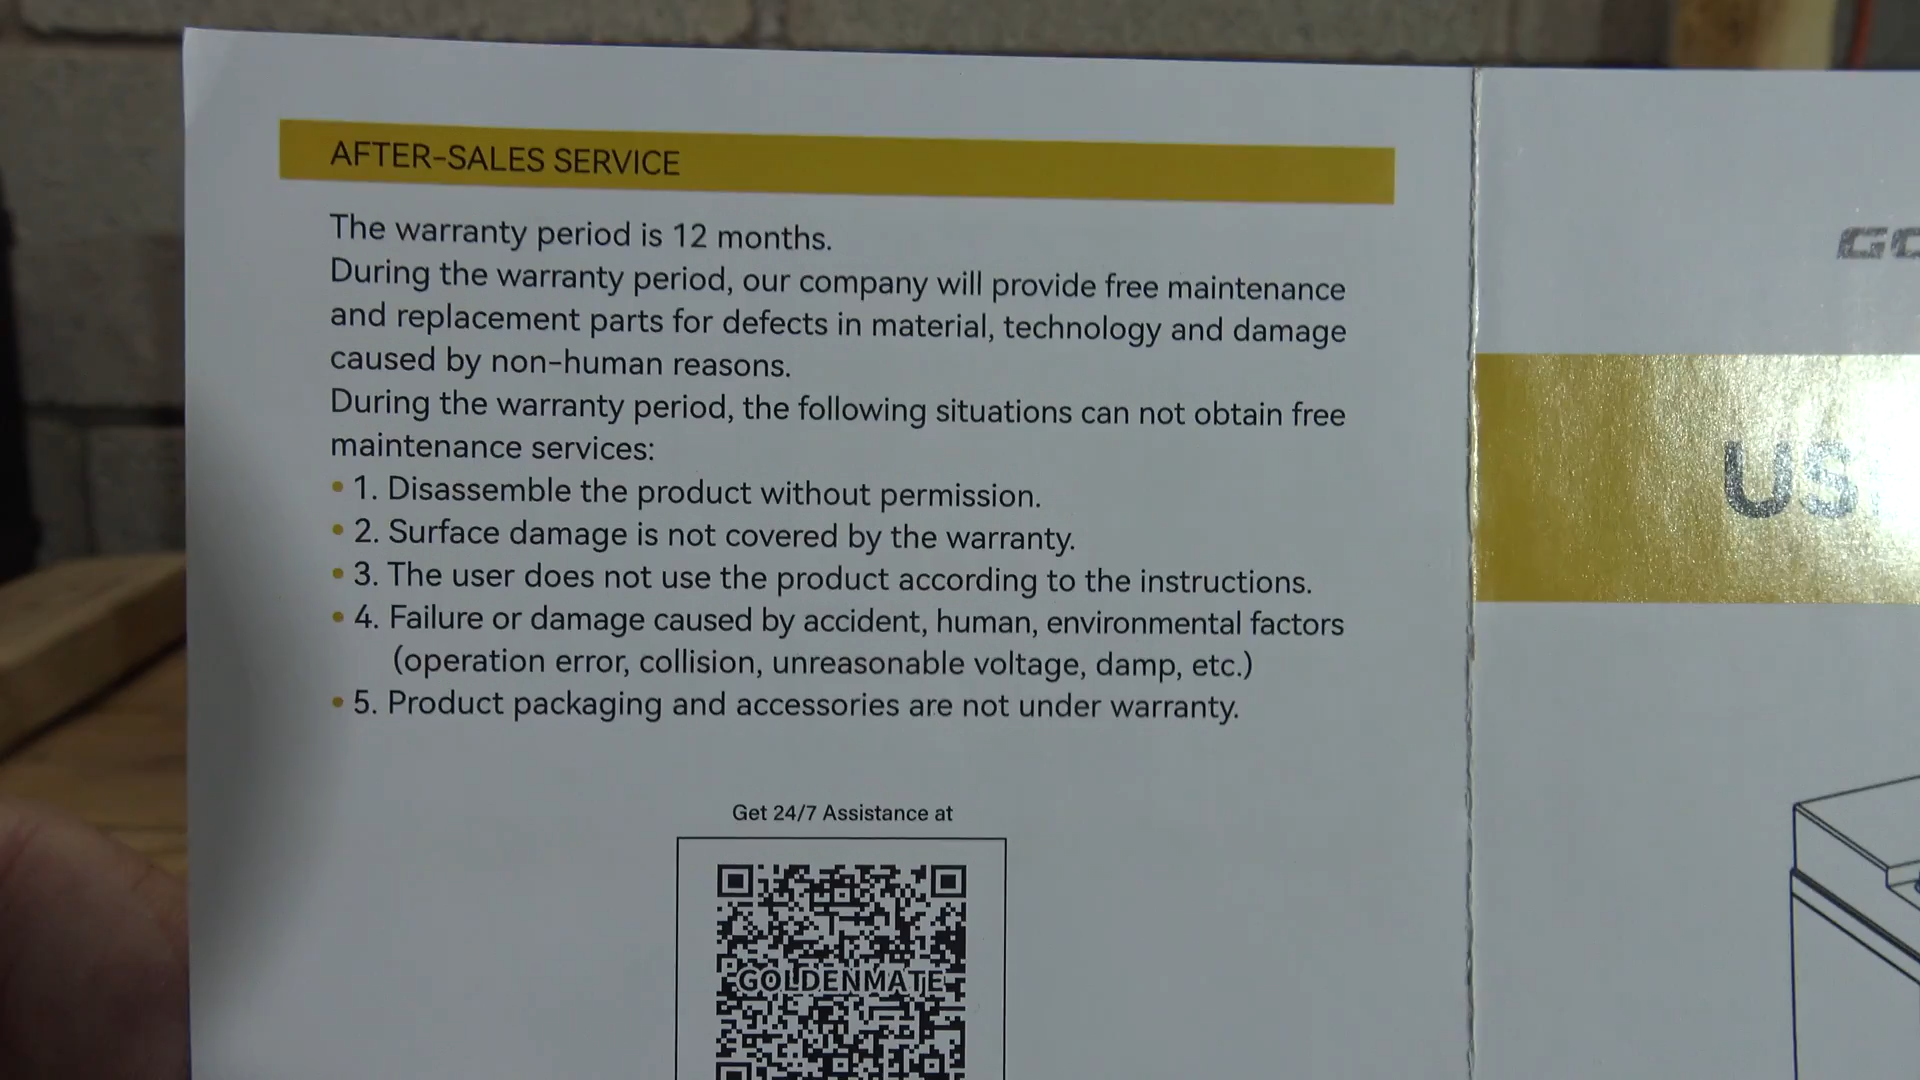 AFTER-SALES SERVICE
The warranty period is 12 months.
During the warranty period, our company will provide free maintenance
and replacement parts for defects in material, technology and damage
caused by non-human reasons.
During the warranty period, the following situations can not obtain free
maintenance services:
• 1. Disassemble the product without permission.
• 2. Surface damage is not covered by the warranty.
• 3. The user does not use the product according to the instructions.
• 4. Failure or damage caused by accident, human, environmental factors
(operation error, collision, unreasonable voltage, damp, etc.)
• 5. Product packaging and accessories are not under warranty.
Get 24/7 Assistance at
GOLDENMATE